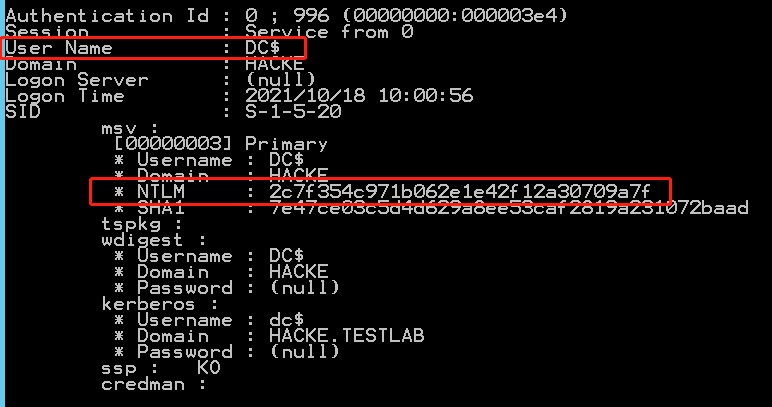 Authentication Id : 0 ; 996 (00000000:000003e4)
Session : Service from 0
User Name : DC$
Domain : HACKE
Logon Server : (null)
Logon Time : 2021/10/18 10:00:56
SID : S-1-5-20
msv :
[00000003] Primary
* Username : DC$
* Domain : HACKE
* NTLM : 2c7f354c971b062e1e42f12a30709a7f
* SHA1 : 7e47ce03c5d4d629a8ee53caf2819a231072baad
tspkg :
wdigest :
* Username : DC$
* Domain : HACKE
* Password : (null)
kerberos :
* Username : dc$
* Domain : HACKE.TESTLAB
* Password : (null)
ssp : KO
credman :